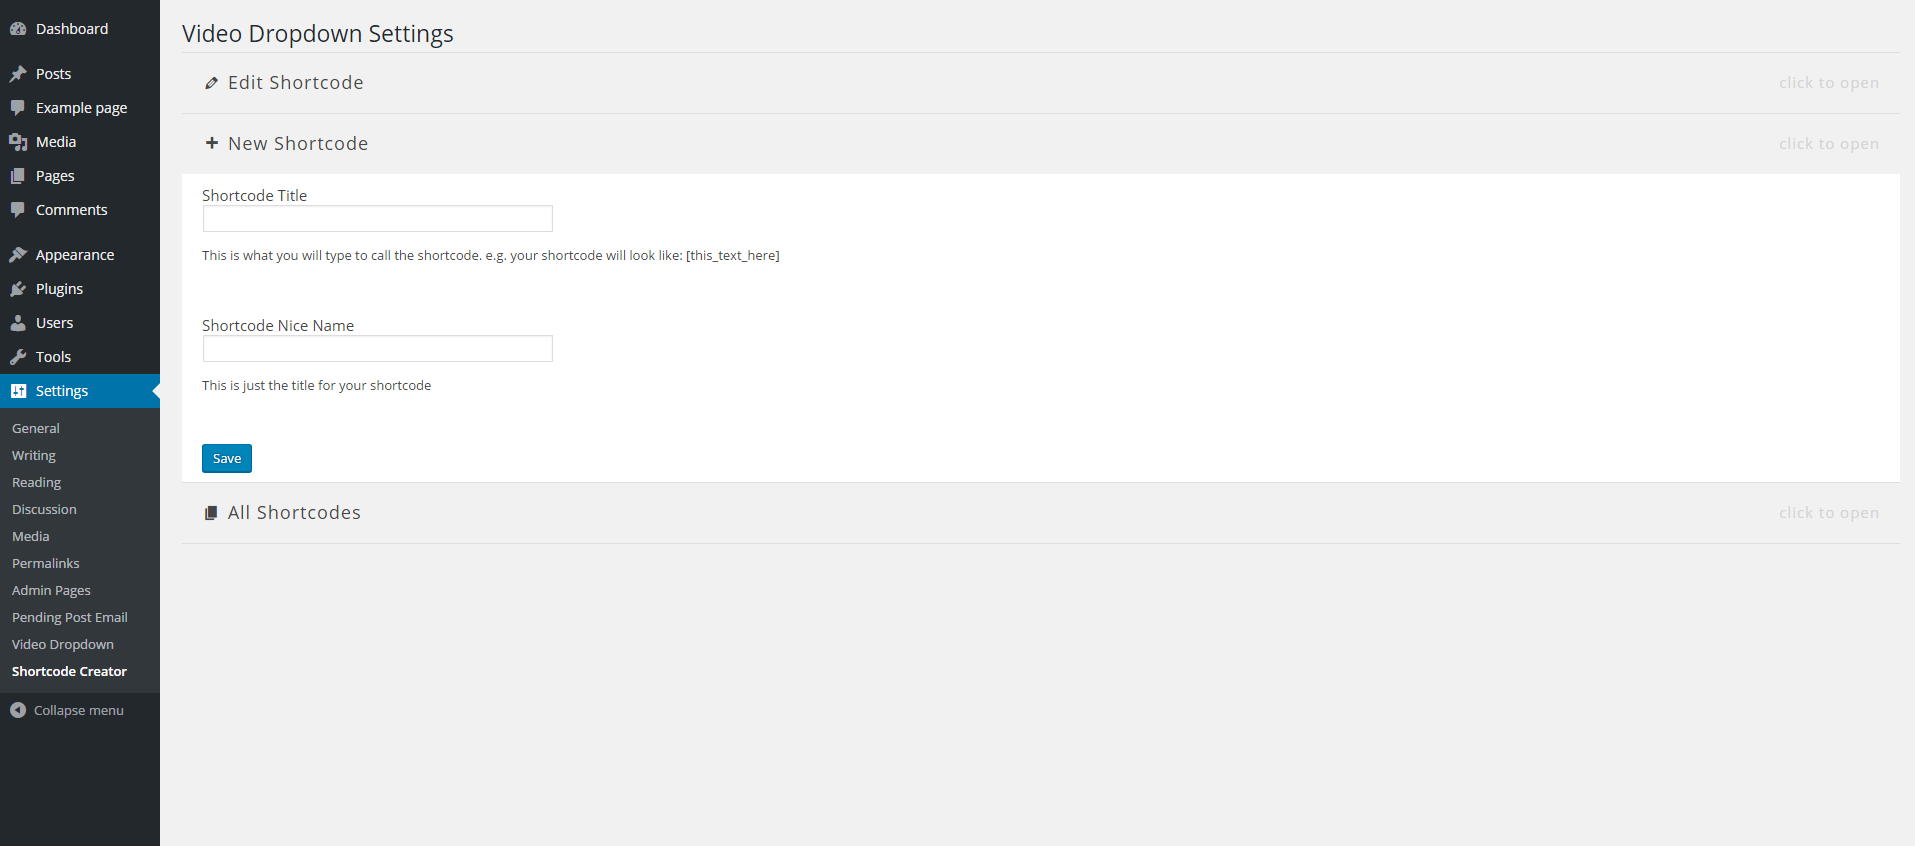 Dashboard
Posts
Example page
Media
Pages
Comments
Appearance
Plugins
Users
Tools
Settings
General
Writing
Reading
Discussion
Media
Permalinks
Admin Pages
Pending Post Email
Video Dropdown
Shortcode Creator
Collapse menu
Video Dropdown Settings
Edit Shortcode click to open
New Shortcode click to open
Shortcode Title
This is what you will type to call the shortcode. e.g. your shortcode will look like: [this_text_here]
Shortcode Nice Name
This is just the title for your shortcode
Save
All Shortcodes click to open